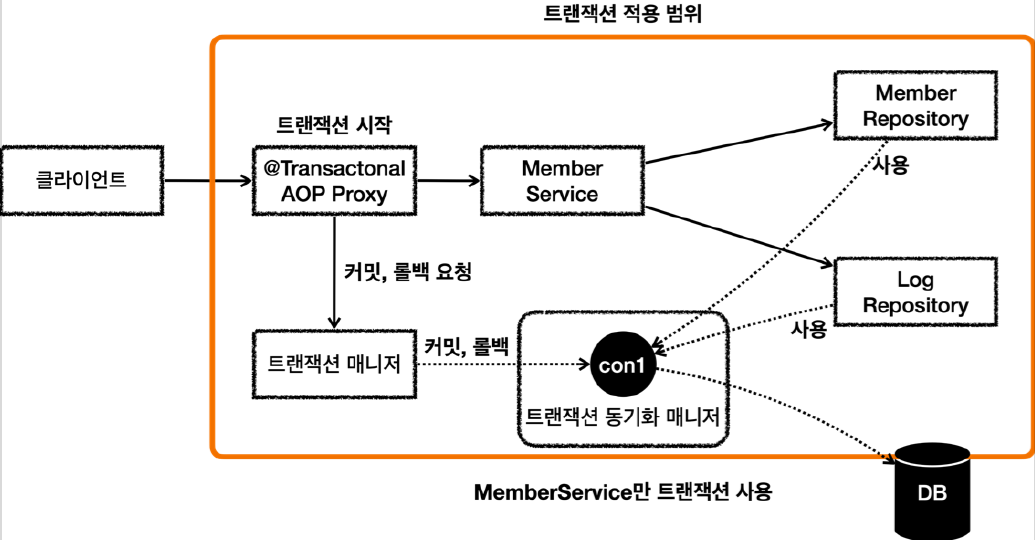 트랜잭션 적용 범위
트랜잭션 시작
클라이언트
@Transactonal
AOP Proxy
Member
Service
Member
Repository
사용
Log
Repository
사용
커밋, 롤백 요청
트랜잭션 매니저
커밋, 롤백
con1
트랜잭션 동기화 매니저
MemberService만 트랜잭션 사용
DB